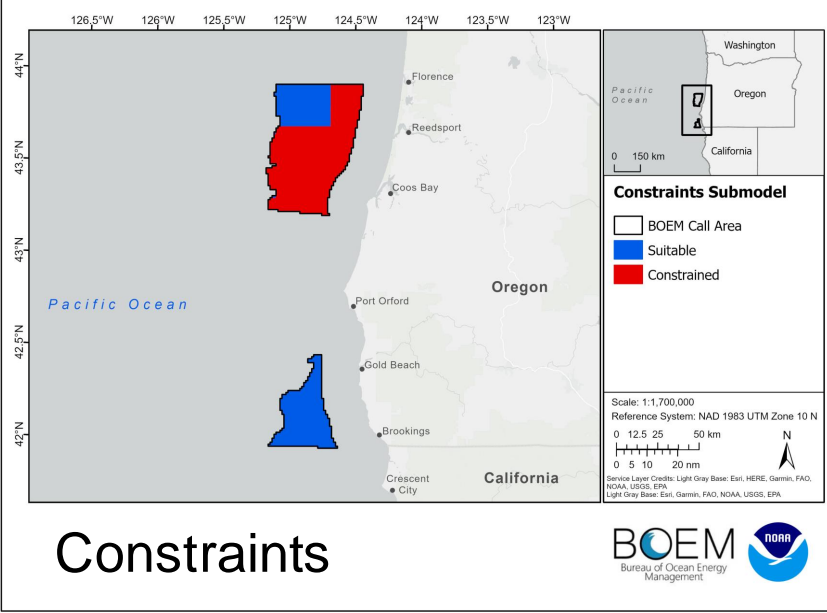 126.5°W 126°W 125.5°W 125°W 124.5°W 124°W 123.5°W 123°W
44°N
43.5°N
43°N
42.5°N
42°N
Florence
Reedsport
Coos Bay
Port Orford
Oregon
Pacific Ocean
Gold Beach
Brookings
Crescent
City
California
Washington
Pacific
Ocean
Oregon
California
0 150 km
Constraints Submodel
BOEM Call Area
Suitable
Constrained
Scale: 1:1,700,000
Reference System: NAD 1983 UTM Zone 10 N
0 12.5 25 50 km
N
0 5 10 20 nm
Service Layer Credits: Light Gray Base: Esri, HERE, Garmin, FAO,
NOAA, USGS, EPA
Light Gray Base: Esri, Garmin, FAO, NOAA, USGS, EPA
Constraints
BOEM
Bureau of Ocean Energy
Management
NOAA